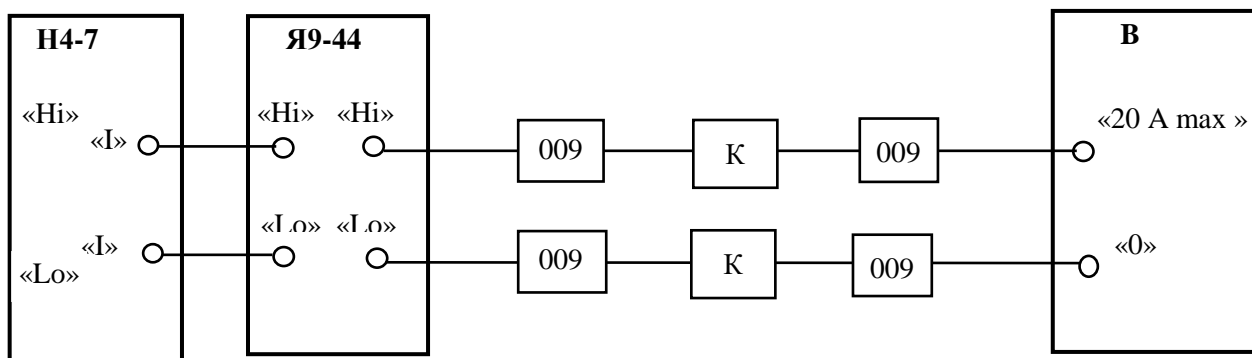 Н4-7
Я9-44
В
«Hi»
«I»
«Hi» «Hi»
«20 A max »
009
К
009
«Lo» «Lo»
«I»
«Lo»
009
К
009
«0»